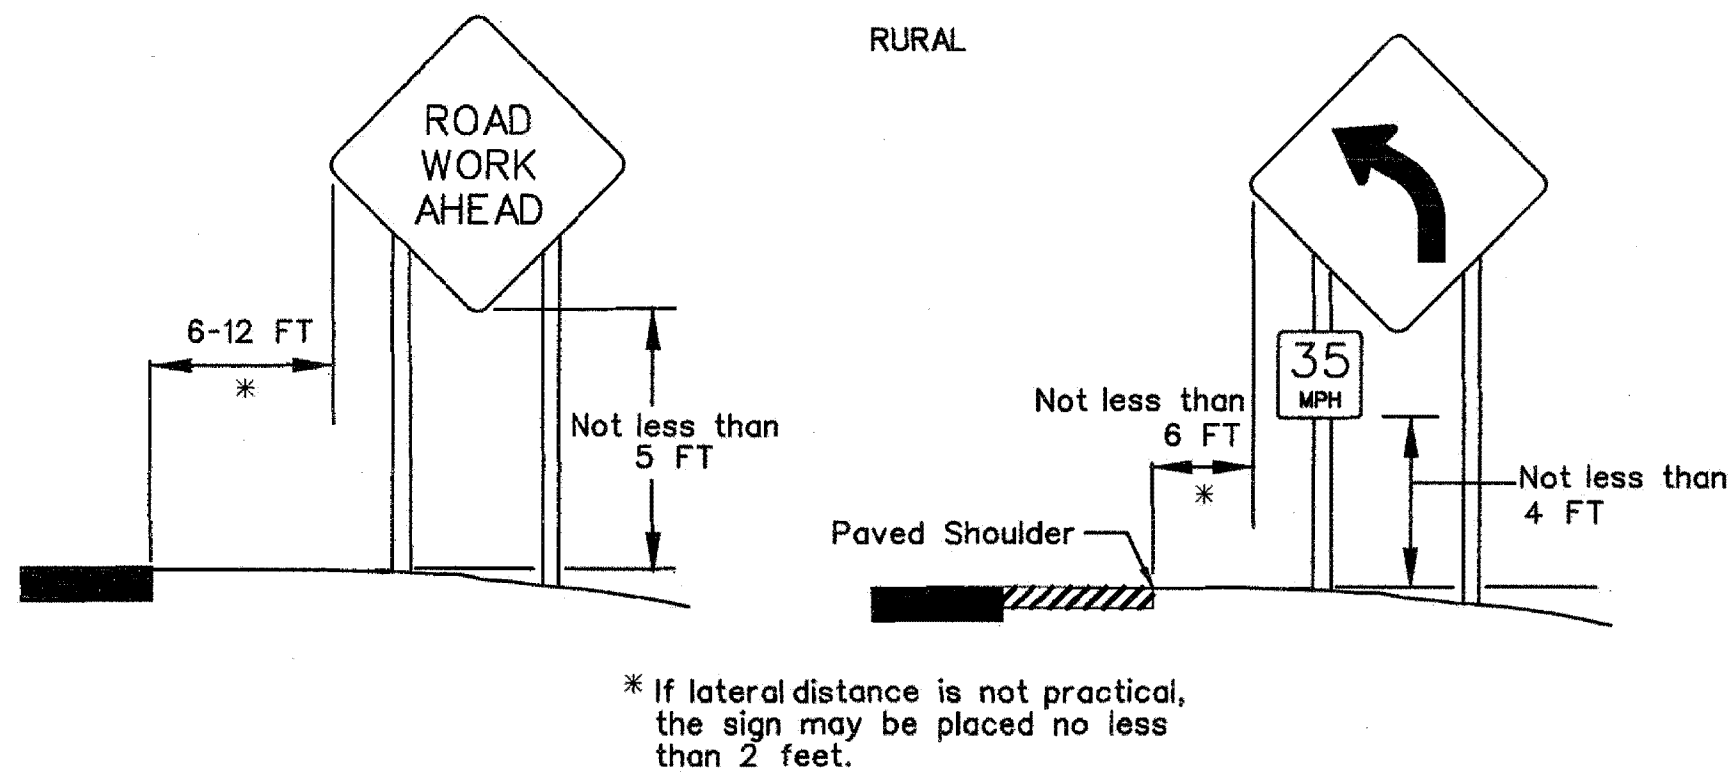 RURAL
ROAD
WORK
AHEAD
6-12 FT
*
Not less than
5 FT
35
MPH
Not less than
6 FT
*
Not less than
4 FT
Paved Shoulder
* If lateral distance is not practical,
the sign may be placed no less
than 2 feet.